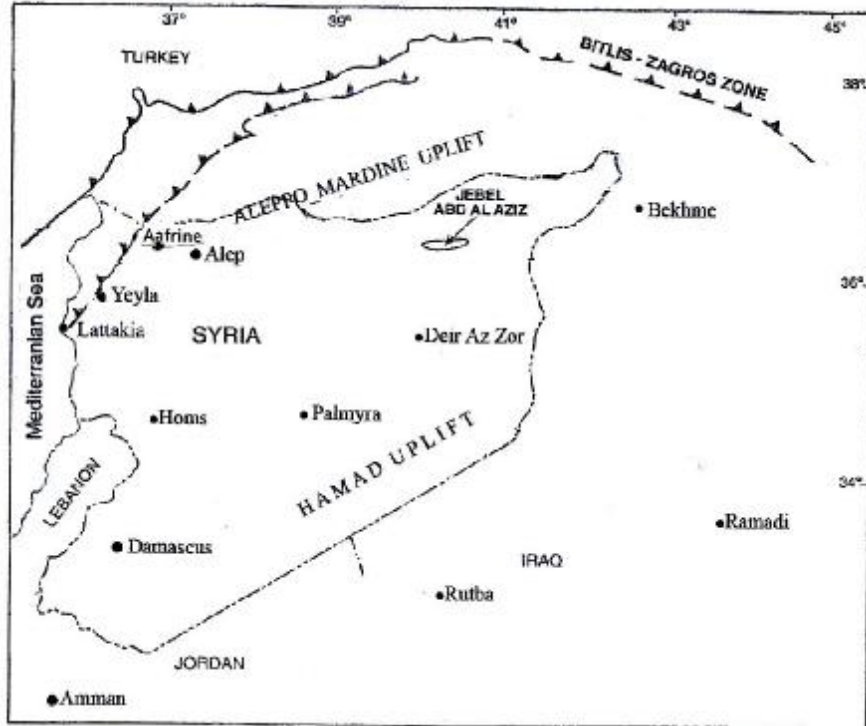 37°
39°
41°
43°
45°
TURKEY
BITLIS - ZAGROS ZONE
38°
ALEPPO MARDINE UPLIFT
JEBEL
ABD AL AZIZ
Bekhme
Aafrine
Alep
36°
Yeyla
Mediterranian Sea
Lattakia
SYRIA
Deir Az Zor
Homs
Palmyra
HAMAD UPLIFT
34°
LEBANON
Ramadi
Damascus
IRAQ
Rutba
JORDAN
Amman